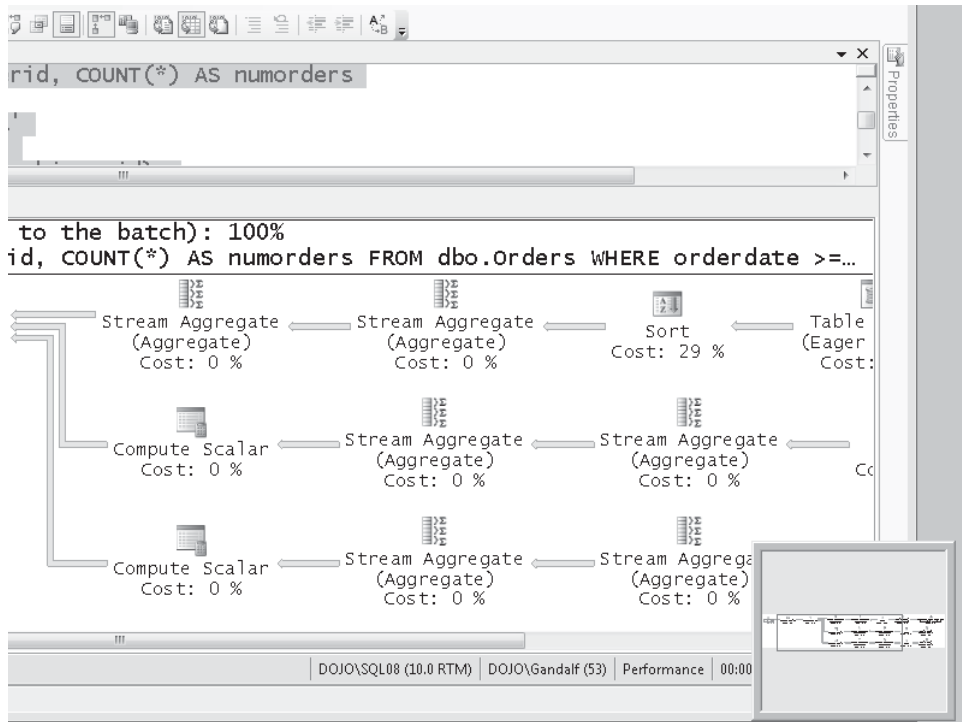 rid, COUNT(*) AS numorders
Properties
to the batch): 100%
id, COUNT(*) AS numorders FROM dbo.Orders WHERE orderdate >=…
Stream Aggregate
(Aggregate)
Cost: 0 %
Stream Aggregate
(Aggregate)
Cost: 0 %
Sort
Cost: 29 %
Table
(Eager
Cost:
Compute Scalar
Cost: 0 %
Stream Aggregate
(Aggregate)
Cost: 0 %
Stream Aggregate
(Aggregate)
Cost: 0 %
Co
Compute Scalar
Cost: 0 %
Stream Aggregate
(Aggregate)
Cost: 0 %
Stream Aggrega
(Aggregate)
Cost: 0 %
DOJO\SQL08 (10.0 RTM)
DOJO\Gandalf (53)
Performance
00:00